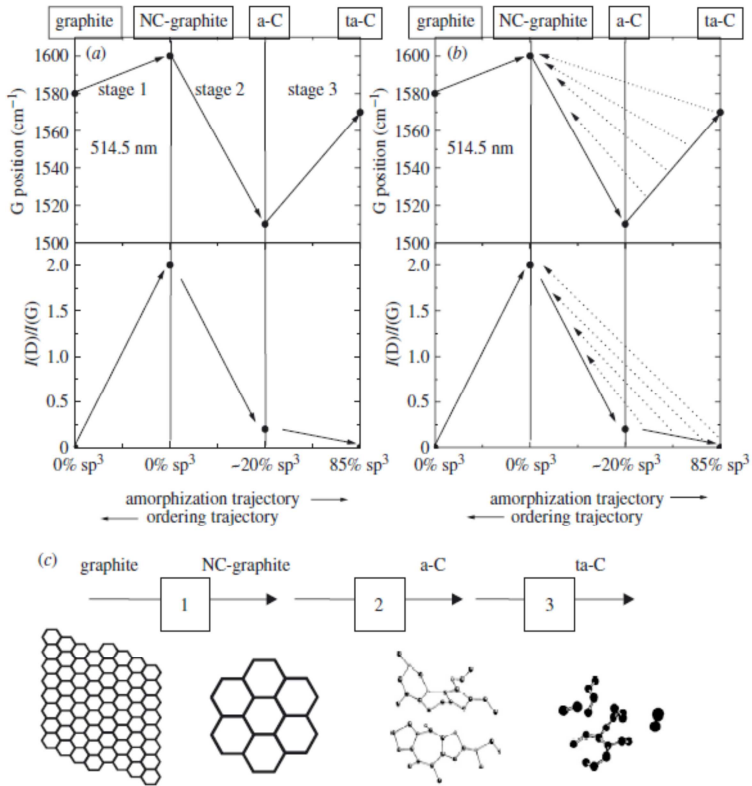 graphite NC-graphite a-C ta-C
(a)
1600
1580
1560
1540
1520
1500
G position (cm⁻¹)
stage 1 stage 2 stage 3
514.5 nm
2.0
1.5
1.0
0.5
0
I(D)/I(G)
0% sp³ 0% sp³ ~20% sp³ 85% sp³
amorphization trajectory
ordering trajectory
graphite NC-graphite a-C ta-C
(b)
1600
1580
1560
1540
1520
1500
G position (cm⁻¹)
514.5 nm
2.0
1.5
1.0
0.5
0
I(D)/I(G)
0% sp³ 0% sp³ ~20% sp³ 85% sp³
amorphization trajectory
ordering trajectory
(c)
graphite NC-graphite a-C ta-C
1 2 3